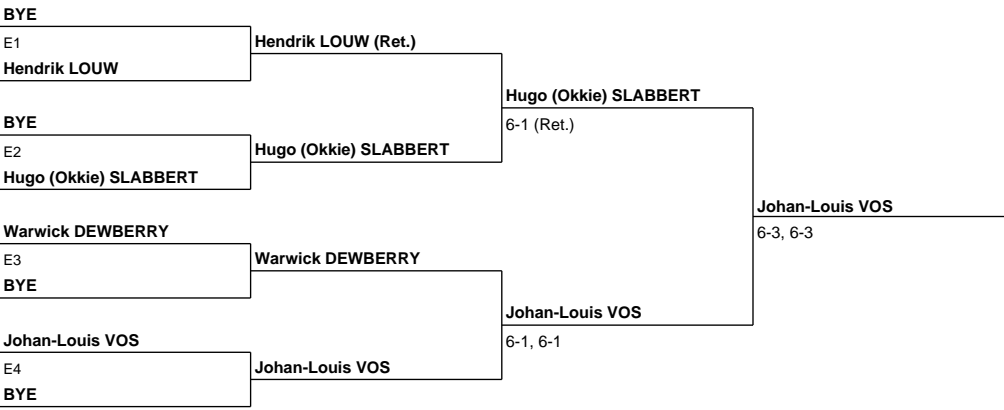 BYE
E1
Hendrik LOUW
Hendrik LOUW (Ret.)
BYE
E2
Hugo (Okkie) SLABBERT
Hugo (Okkie) SLABBERT
Hugo (Okkie) SLABBERT
6-1 (Ret.)
Warwick DEWBERRY
E3
BYE
Warwick DEWBERRY
Johan-Louis VOS
E4
BYE
Johan-Louis VOS
Johan-Louis VOS
6-1, 6-1
Johan-Louis VOS
6-3, 6-3